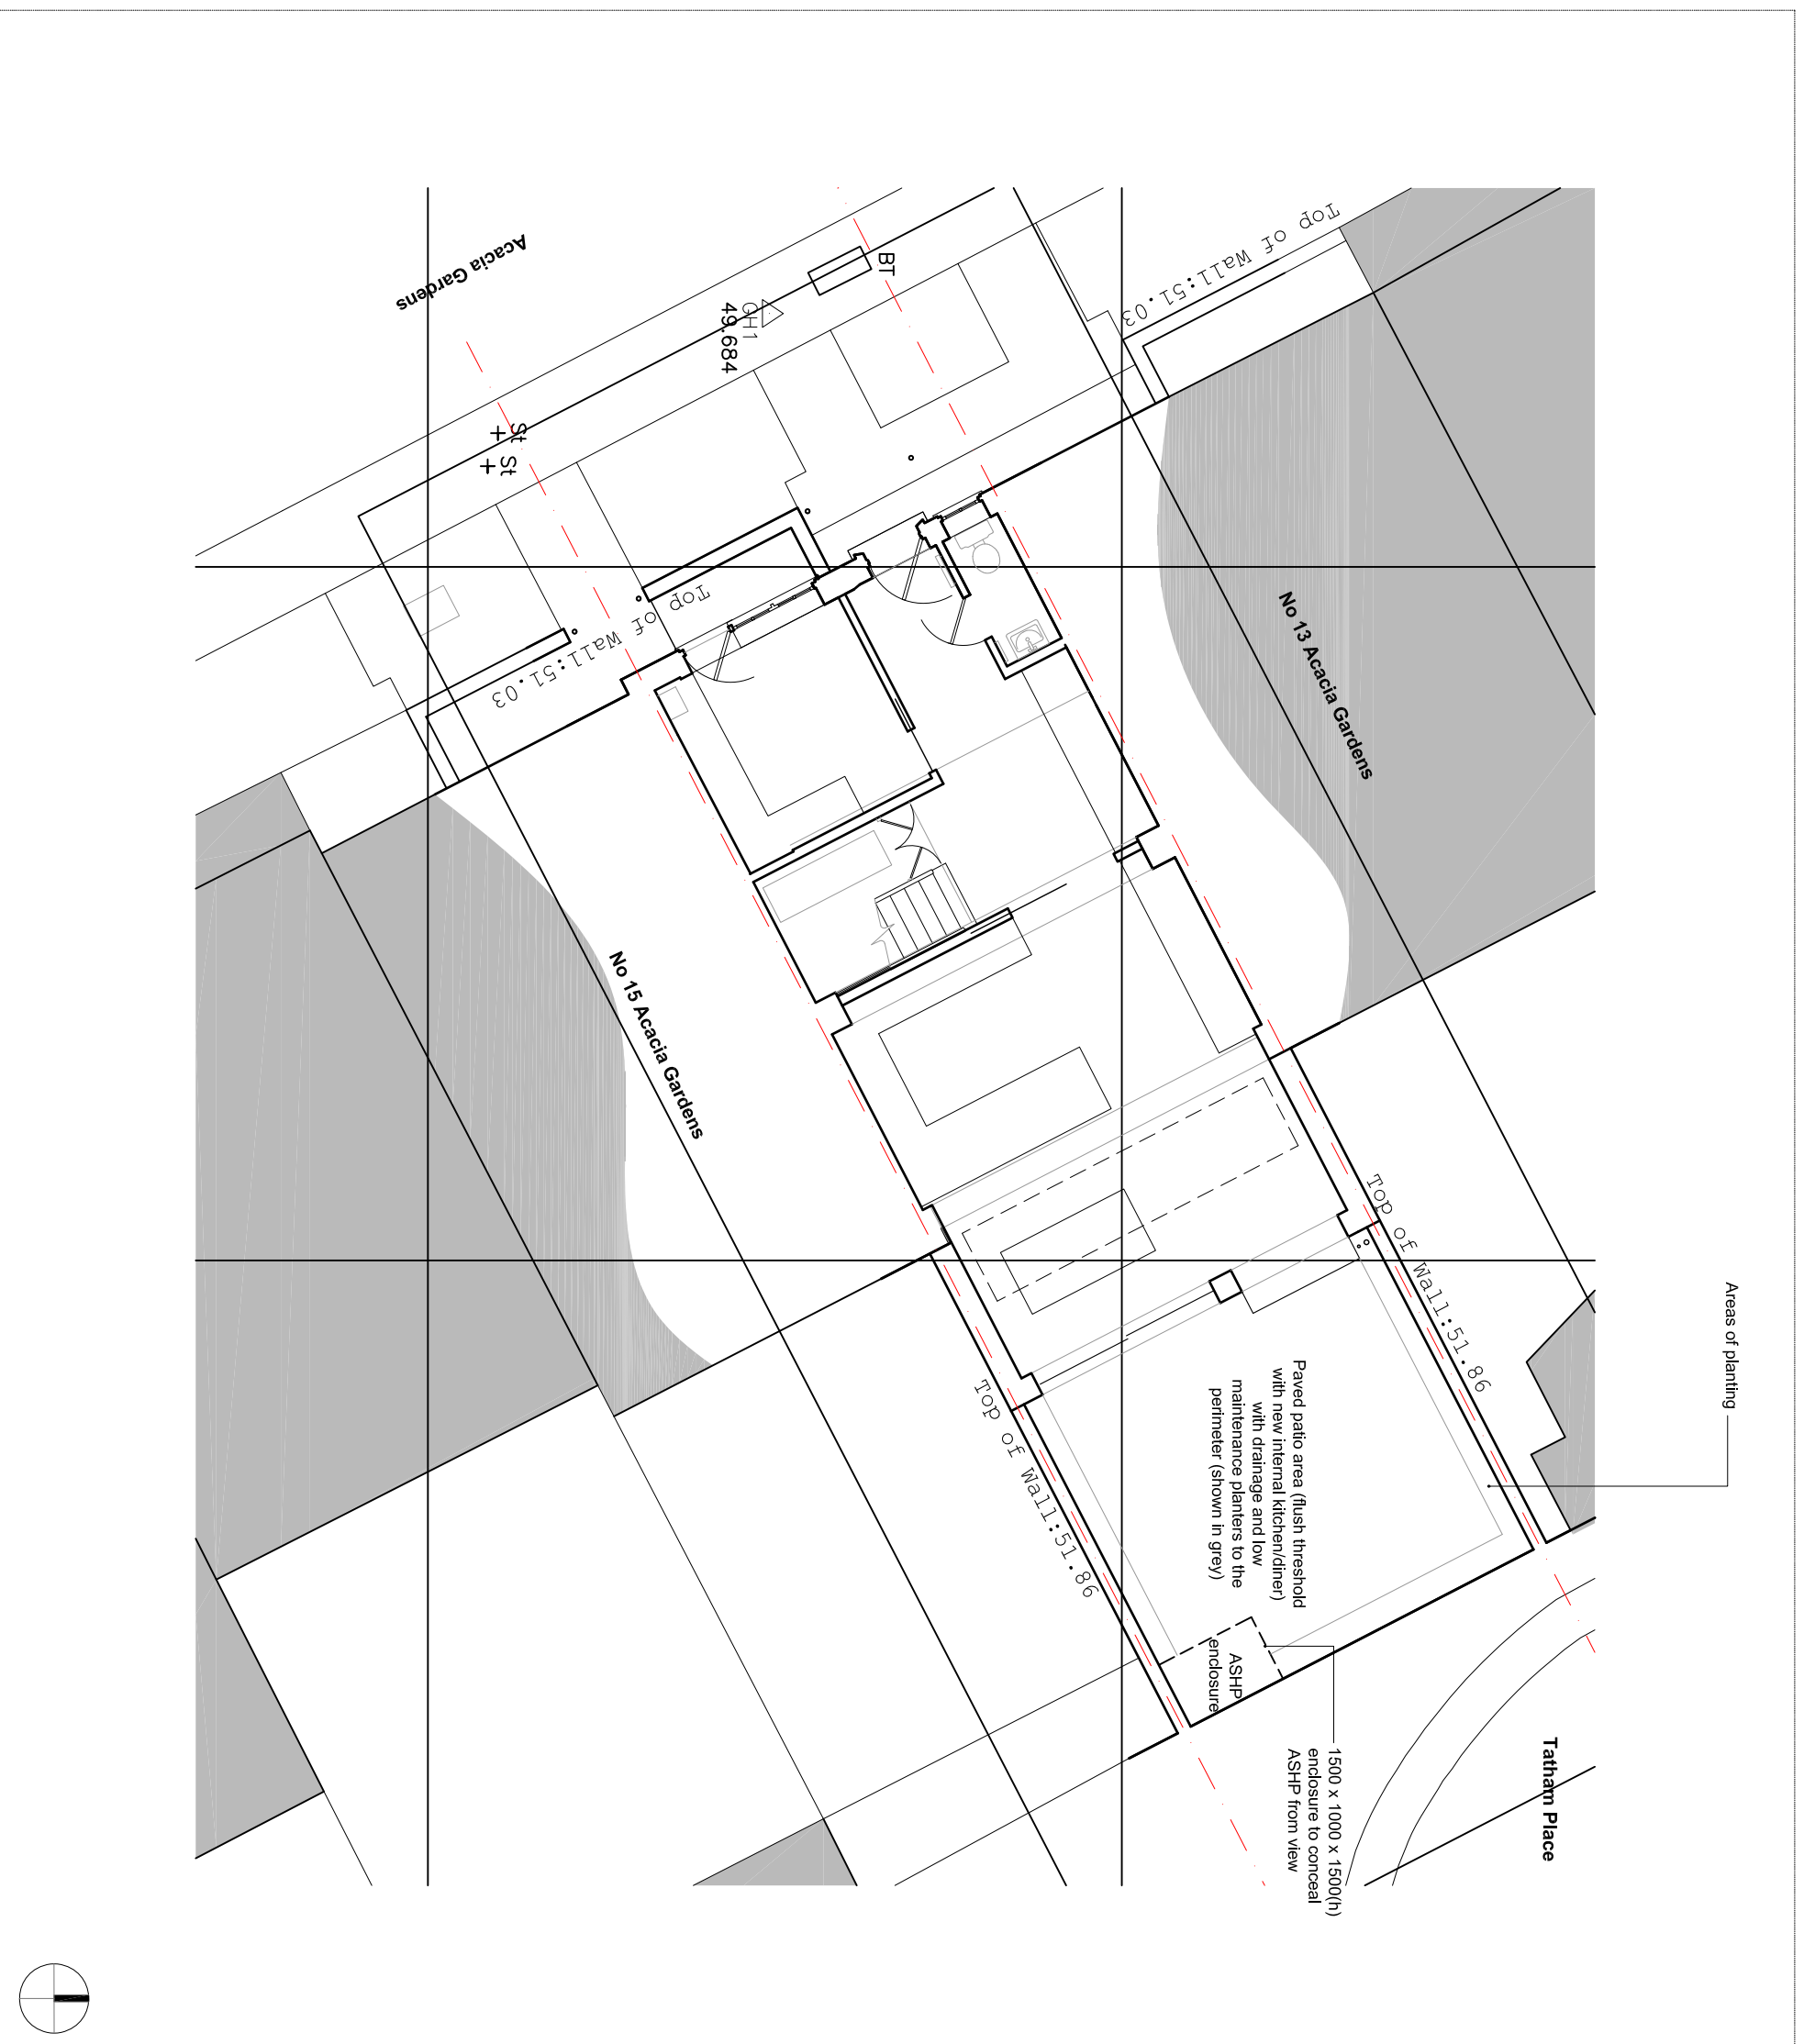 Acacia Gardens
BT
GH1
49.684
St
St
Top of Wall:51.03
Top of Wall:51.03
No 13 Acacia Gardens
No 15 Acacia Gardens
Top of Wall:51.86
Top of Wall:51.86
Areas of planting
Paved patio area (flush threshold
with new internal kitchen/diner)
with drainage and low
maintenance planters to the
perimeter (shown in grey)
ASHP
enclosure
1500 x 1000 x 1500(h)
enclosure to conceal
ASHP from view
Tatham Place